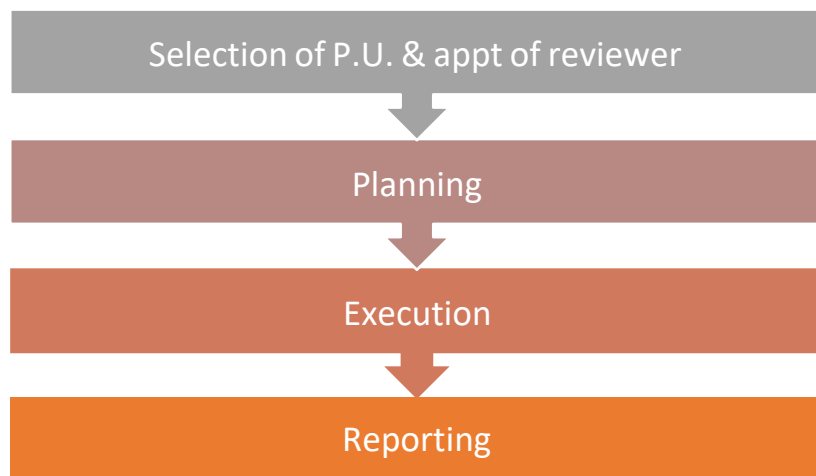 Selection of P.U. & appt of reviewer
Planning
Execution
Reporting